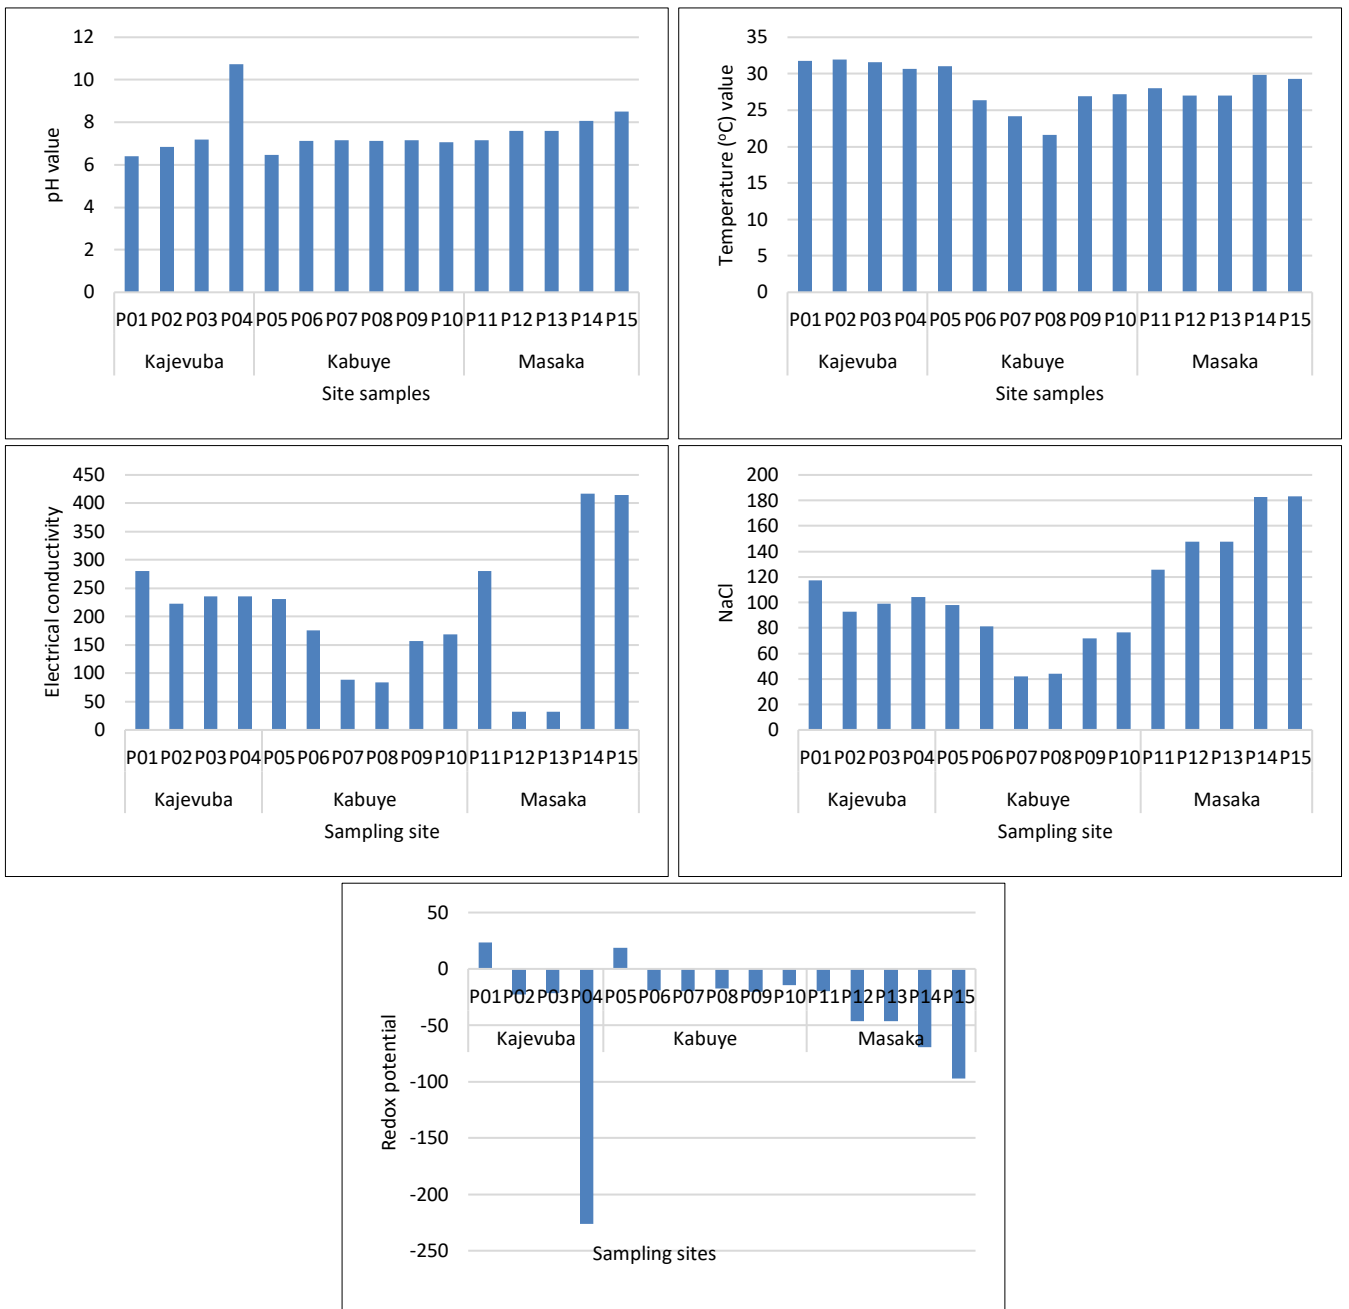 12
10
8
6
4
2
0
pH value
P01 P02 P03 P04 P05 P06 P07 P08 P09 P10 P11 P12 P13 P14 P15
Kajevuba Kabuye Masaka
Site samples
35
30
25
20
15
10
5
0
Temperature (°C) value
P01 P02 P03 P04 P05 P06 P07 P08 P09 P10 P11 P12 P13 P14 P15
Kajevuba Kabuye Masaka
Site samples
450
400
350
300
250
200
150
100
50
0
Electrical conductivity
P01 P02 P03 P04 P05 P06 P07 P08 P09 P10 P11 P12 P13 P14 P15
Kajevuba Kabuye Masaka
Sampling site
200
180
160
140
120
100
80
60
40
20
0
NaCl
P01 P02 P03 P04 P05 P06 P07 P08 P09 P10 P11 P12 P13 P14 P15
Kajevuba Kabuye Masaka
Sampling site
50
0
-50
-100
-150
-200
-250
Redox potential
P01 P02 P03 P04 P05 P06 P07 P08 P09 P10 P11 P12 P13 P14 P15
Kajevuba Kabuye Masaka
Sampling sites